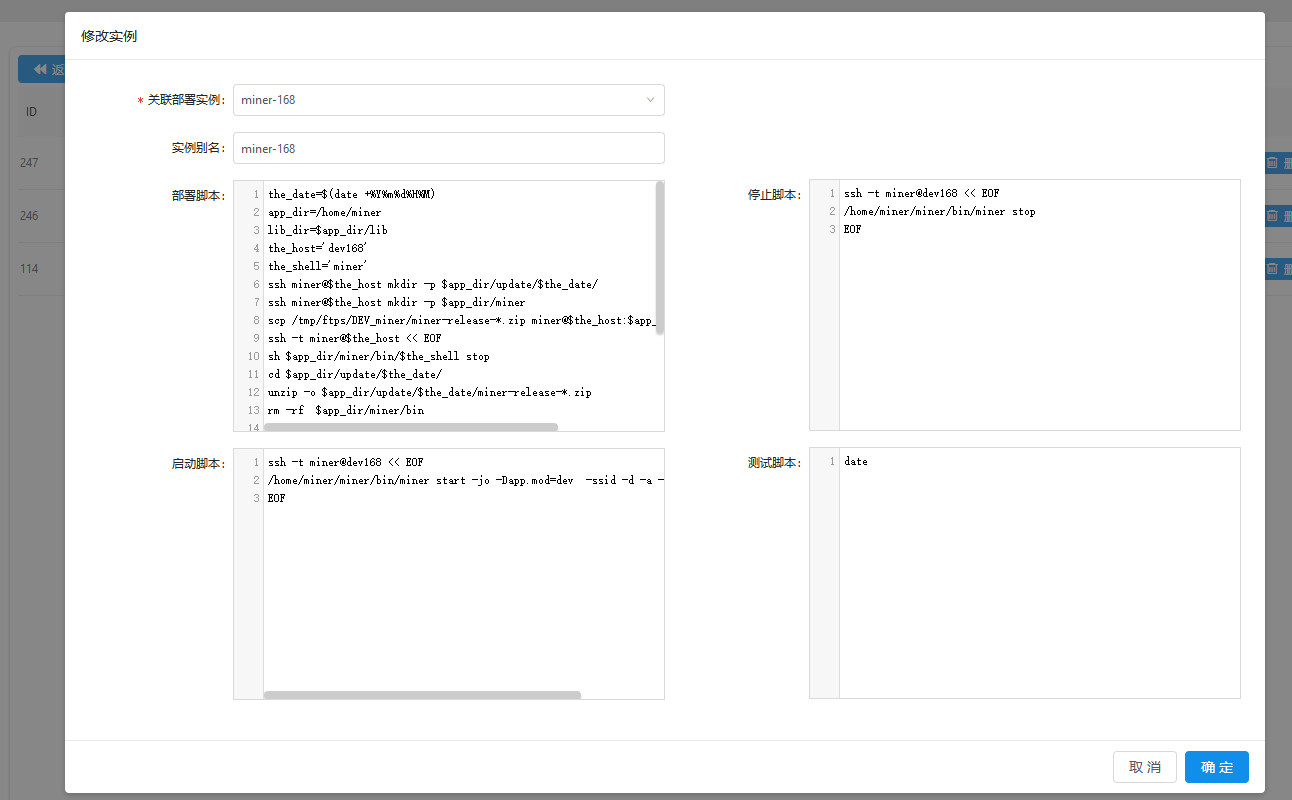 修改实例
返
ID
247
246
114
删
删
删
* 关联部署实例:
miner-168
实例别名:
miner-168
部署脚本:
1 the_date=$(date +%Y%m%d%H%M)
2 app_dir=/home/miner
3 lib_dir=$app_dir/lib
4 the_host='dev168'
5 the_shell='miner'
6 ssh miner@$the_host mkdir -p $app_dir/update/$the_date/
7 ssh miner@$the_host mkdir -p $app_dir/miner
8 scp /tmp/ftps/DEV_miner/miner-release-*.zip miner@$the_host:$app_
9 ssh -t miner@$the_host << EOF
10 sh $app_dir/miner/bin/$the_shell stop
11 cd $app_dir/update/$the_date/
12 unzip -o $app_dir/update/$the_date/miner-release-*.zip
13 rm -rf  $app_dir/miner/bin
14
停止脚本:
1 ssh -t miner@dev168 << EOF
2 /home/miner/miner/bin/miner stop
3 EOF
启动脚本:
1 ssh -t miner@dev168 << EOF
2 /home/miner/miner/bin/miner start -jo -Dapp.mod=dev  -ssid -d -a -
3 EOF
测试脚本:
1 date
取 消
确 定